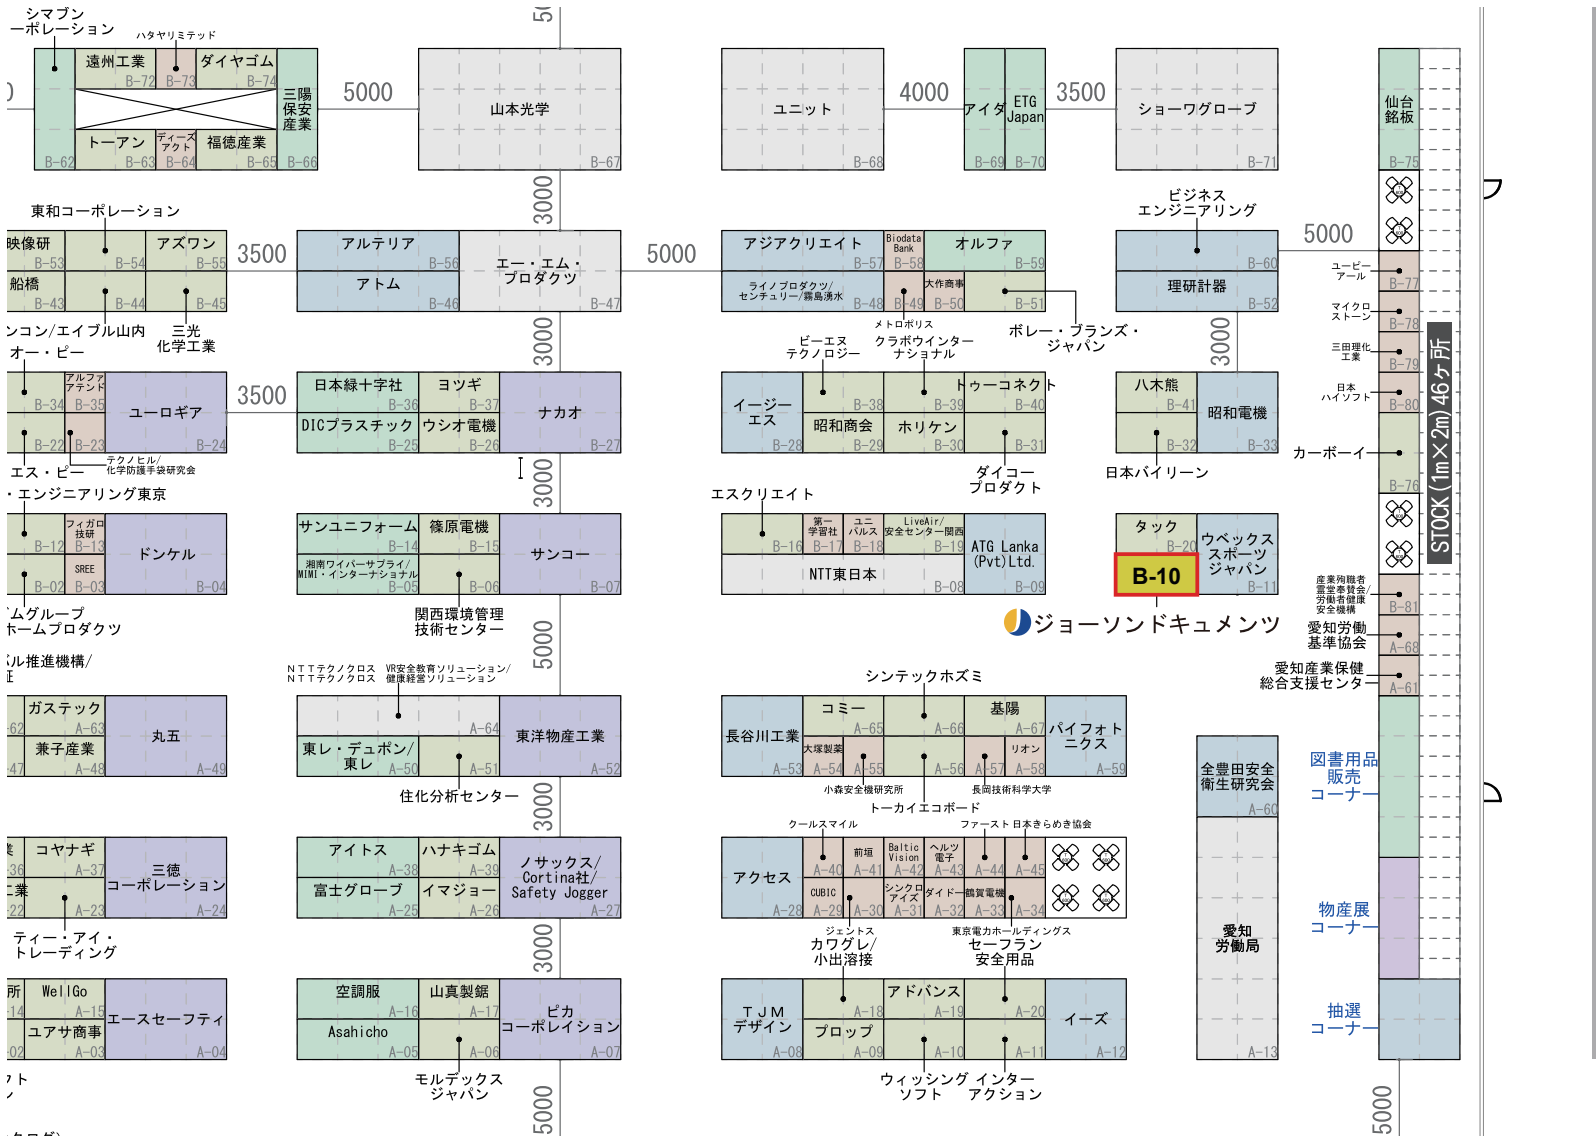 シマブン
ーポレーション
ハタヤリミテッド
遠州工業
B-72
B-73
ダイヤゴム
B-74
三陽
保安
産業
B-66
B-62
トーアン
B-63
ディーズ
アクト
B-64
福徳産業
B-65
5000
山本光学
B-67
ユニット
B-68
4000
アイダ
B-69
ETG
Japan
B-70
3500
ショーワグローブ
B-71
仙台
銘板
B-75
3000
東和コーポレーション
映像研
B-53
B-54
アズワン
B-55
船橋
B-43
B-44
B-45
ンコン/エイブル山内
三光
化学工業
3500
アルテリア
B-56
アトム
B-46
エー・エム・
プロダクツ
B-47
5000
アジアクリエイト
B-57
Biodata
Bank
B-58
オルファ
B-59
ライノプロダクツ/
センチュリー/霧島湧水
B-48
B-49
大作商事
B-50
B-51
メトロポリス
ボレー・ブランズ・
ジャパン
ビジネス
エンジニアリング
B-60
理研計器
B-52
5000
ユーピー
アール
B-77
マイクロ
ストーン
B-78
三田理化
工業
B-79
日本
ハイソフト
B-80
カーボーイ
B-76
STOCK(1m×2m)46ヶ所
3000
3000
オー・ピー
B-34
アルファ
アテンド
B-35
ユーロギア
B-24
B-22
B-23
エス・ピー
テクノヒル/
化学防護手袋研究会
3500
日本緑十字社
B-36
ヨツギ
B-37
DICプラスチック
B-25
ウシオ電機
B-26
ナカオ
B-27
ビーエヌ
テクノロジー
クラボウインター
ナショナル
イージー
エス
B-28
B-38
B-39
トゥーコネクト
B-40
昭和商会
B-29
ホリケン
B-30
B-31
ダイコー
プロダクト
八木熊
B-41
B-32
昭和電機
B-33
日本バイリーン
3000
・エンジニアリング東京
B-12
フィガロ
技研
B-13
ドンケル
B-14
サンユニフォーム
篠原電機
B-15
サンコー
B-07
B-02
SREE
B-03
B-04
湘南ワイパーサプライ/
MIMI・インターナショナル
B-05
B-06
関西環境管理
技術センター
エスクリエイト
B-16
第一
学習社
B-17
ユニ
パルス
B-18
LiveAir/
安全センター関西
B-19
NTT東日本
B-08
ATG Lanka
(Pvt)Ltd.
B-09
タック
B-20
B-10
ウベックス
スポーツ
ジャパン
B-11
ジョーソンドキュメンツ
産業殉職者
霊堂奉賛会/
労働者健康
安全機構
B-81
愛知労働
基準協会
A-68
愛知産業保健
総合支援センター
A-61
ムグループ
ホームプロダクツ
5000
ル推進機構/
証
-62
ガステック
A-63
-47
兼子産業
A-48
丸五
A-49
NTTテクノクロス VR安全教育ソリューション/
NTTテクノクロス 健康経営ソリューション
A-64
東レ・デュポン/
東レ
A-50
A-51
東洋物産工業
A-52
住化分析センター
シンテックホズミ
長谷川工業
A-53
コミー
A-65
A-66
基陽
A-67
パイフォト
ニクス
A-59
大塚製薬
A-54
A-55
A-56
A-57
リオン
A-58
小森安全機研究所
トーカイエコボード
長岡技術科学大学
全豊田安全
衛生研究会
A-60
愛知
労働局
A-13
図書用品
販売
コーナー
物産展
コーナー
抽選
コーナー
3000
業
-36
コヤナギ
A-37
工業
-22
A-23
三徳
コーポレーション
A-24
ティー・アイ・
トレーディング
アイトス
A-38
ハナキゴム
A-39
富士グローブ
A-25
イマジョー
A-26
ノサックス/
Cortina社/
Safety Jogger
A-27
クールスマイル
ファースト
日本きらめき協会
アクセス
A-28
A-40
前垣
A-41
Baltic
Vision
A-42
ヘルツ
電子
A-43
A-44
A-45
CUBIC
A-29
A-30
シンクロ
アイズ
A-31
ダイドー
A-32
鶴賀電機
A-33
A-34
ジェントス
カワグレ/
小出溶接
東京電力ホールディングス
セーフラン
安全用品
3000
所
-14
WellGo
A-15
-02
ユアサ商事
A-03
エースセーフティ
A-04
空調服
A-16
山真製鋸
A-17
Asahicho
A-05
A-06
ピカ
コーポレイション
A-07
モルデックス
ジャパン
TJM
デザイン
A-08
A-18
アドバンス
A-19
A-20
プロップ
A-09
A-10
A-11
イーズ
A-12
ウィッシング
ソフト
インター
アクション
5000
5000